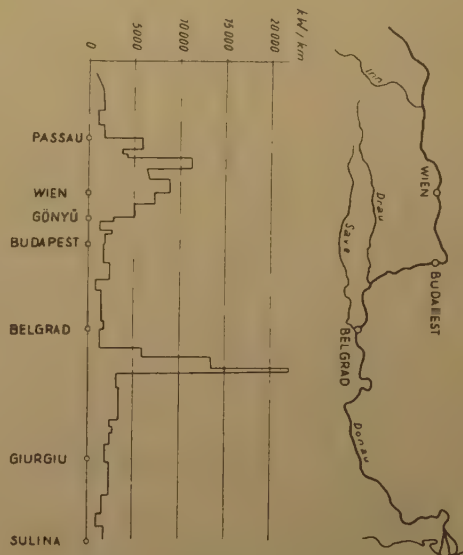 kW/km
0
5000
10000
15000
20000
PASSAU
WIEN
GÖNYŰ
BUDAPEST
BELGRAD
GIURGIU
SULINA
Inn
WIEN
Drau
Save
BUDAPEST
BELGRAD
Donau